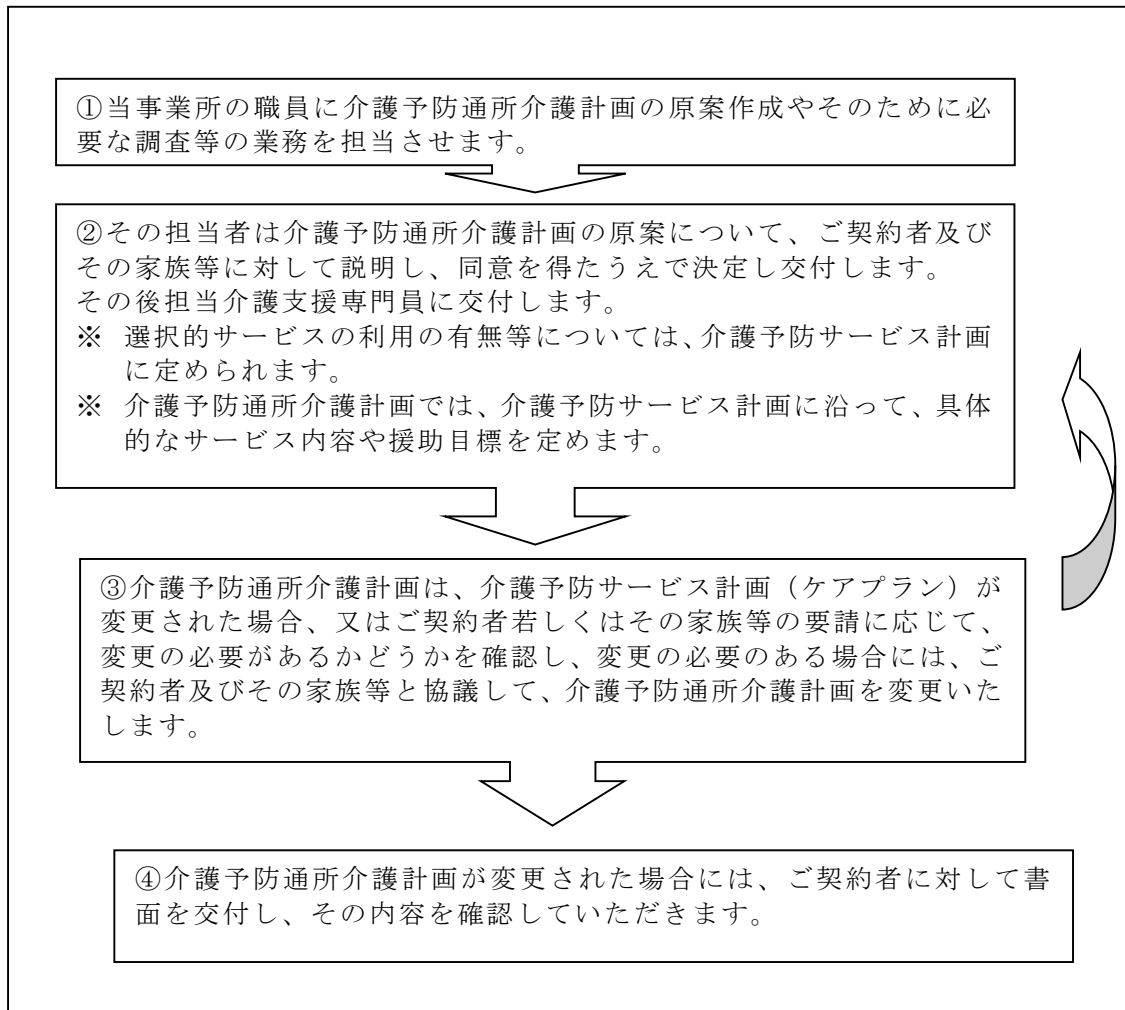 ①当事業所の職員に介護予防通所介護計画の原案作成やそのために必
要な調査等の業務を担当させます。
②その担当者は介護予防通所介護計画の原案について、ご契約者及び
その家族等に対して説明し、同意を得たうえで決定し交付します。
その後担当介護支援専門員に交付します。
※ 選択的サービスの利用の有無等については、介護予防サービス計画
に定められます。
※ 介護予防通所介護計画では、介護予防サービス計画に沿って、具体
的なサービス内容や援助目標を定めます。
③介護予防通所介護計画は、介護予防サービス計画（ケアプラン）が
変更された場合、又はご契約者若しくはその家族等の要請に応じて、
変更の必要があるかどうかを確認し、変更の必要のある場合には、ご
契約者及びその家族等と協議して、介護予防通所介護計画を変更いた
します。
④介護予防通所介護計画が変更された場合には、ご契約者に対して書
面を交付し、その内容を確認していただきます。